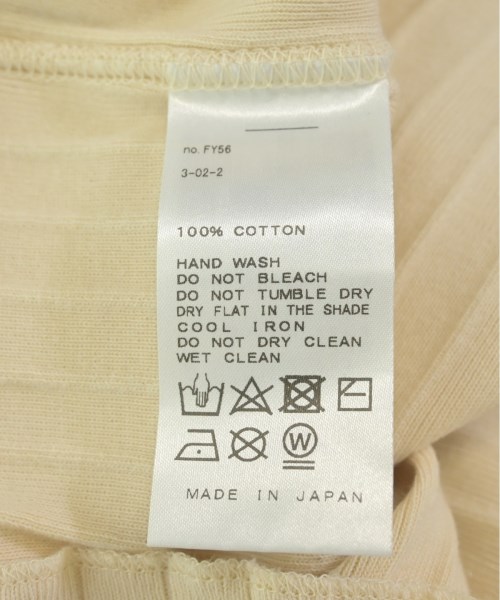 no. FY56
3-02-2
100% COTTON
HAND WASH
DO NOT BLEACH
DO NOT TUMBLE DRY
DRY FLAT IN THE SHADE
COOL IRON
DO NOT DRY CLEAN
WET CLEAN
W
MADE IN JAPAN